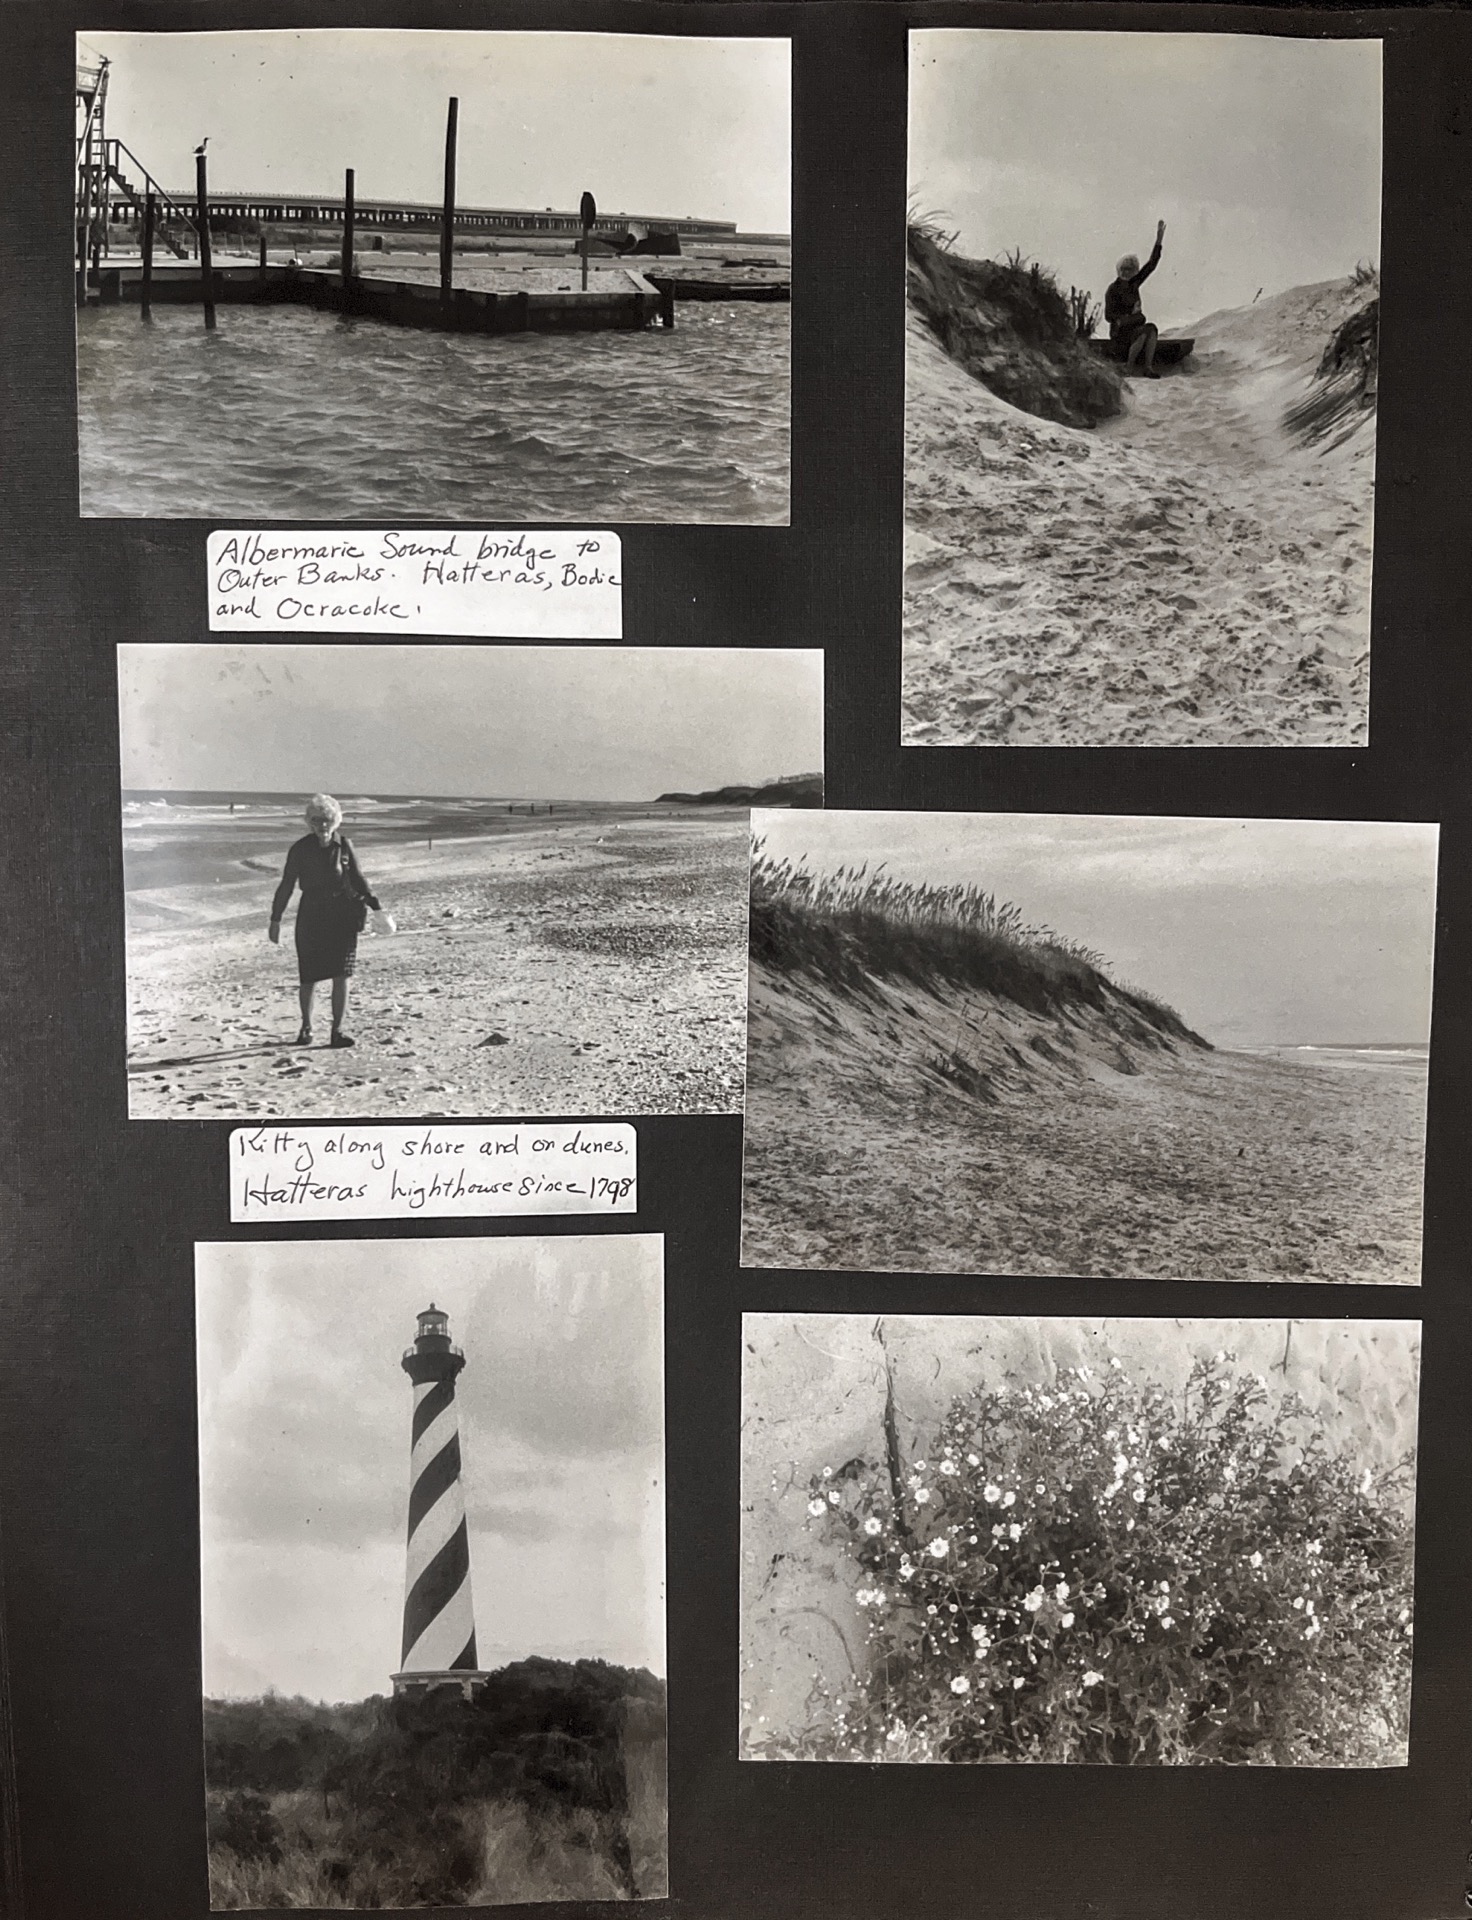 Albermarie Sound bridge to
Outer Banks. Hatteras, Bodie
and Ocracoke.
Kitty along shore and on dunes.
Hatteras lighthouse since 1798